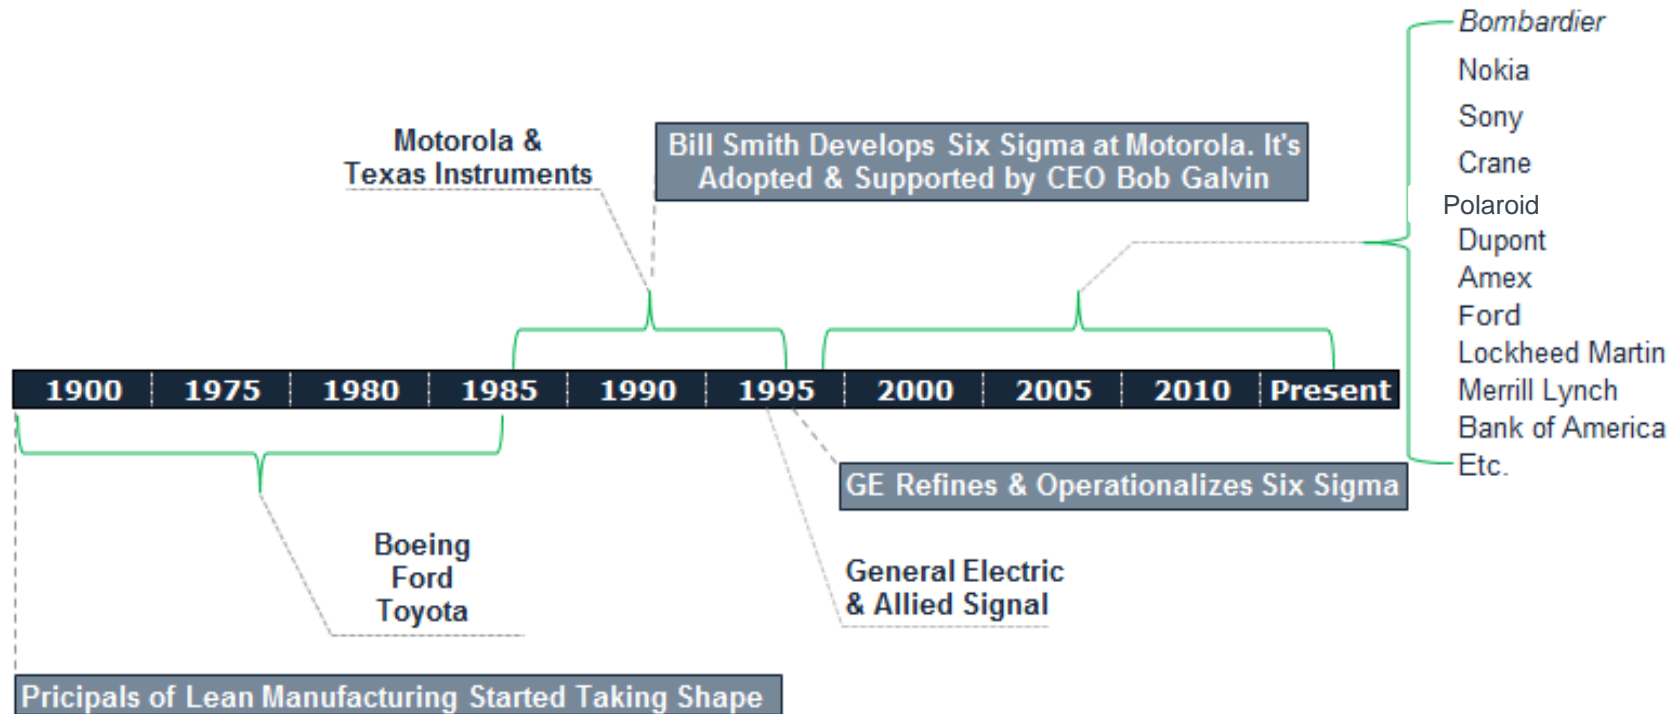 Bombardier
Nokia
Sony
Crane
Polaroid
Dupont
Amex
Ford
Lockheed Martin
Merrill Lynch
Bank of America
Etc.
Motorola &
Texas Instruments
Bill Smith Develops Six Sigma at Motorola. It's
Adopted & Supported by CEO Bob Galvin
1900 1975 1980 1985 1990 1995 2000 2005 2010 Present
GE Refines & Operationalizes Six Sigma
Boeing
Ford
Toyota
General Electric
& Allied Signal
Pricipals of Lean Manufacturing Started Taking Shape